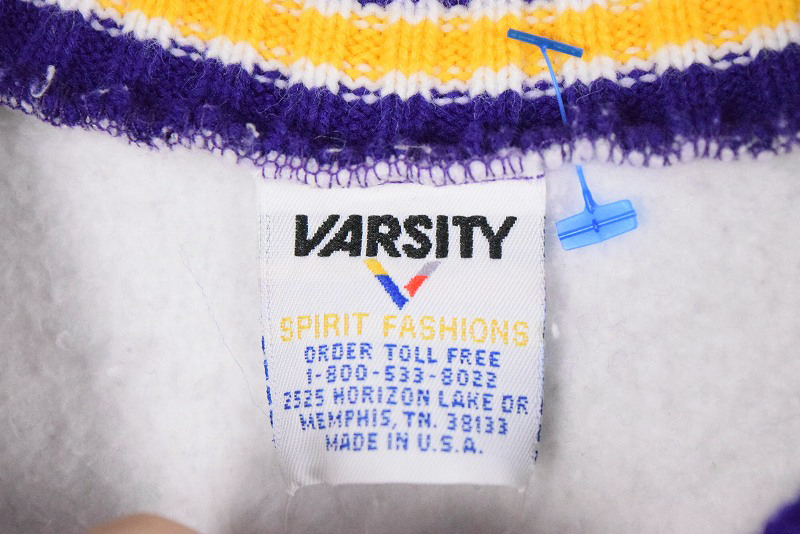 VARSITY
SPIRIT FASHIONS
ORDER TOLL FREE
1-800-533-8022
2525 HORIZON LAKE DR
MEMPHIS, TN. 38133
MADE IN U.S.A.